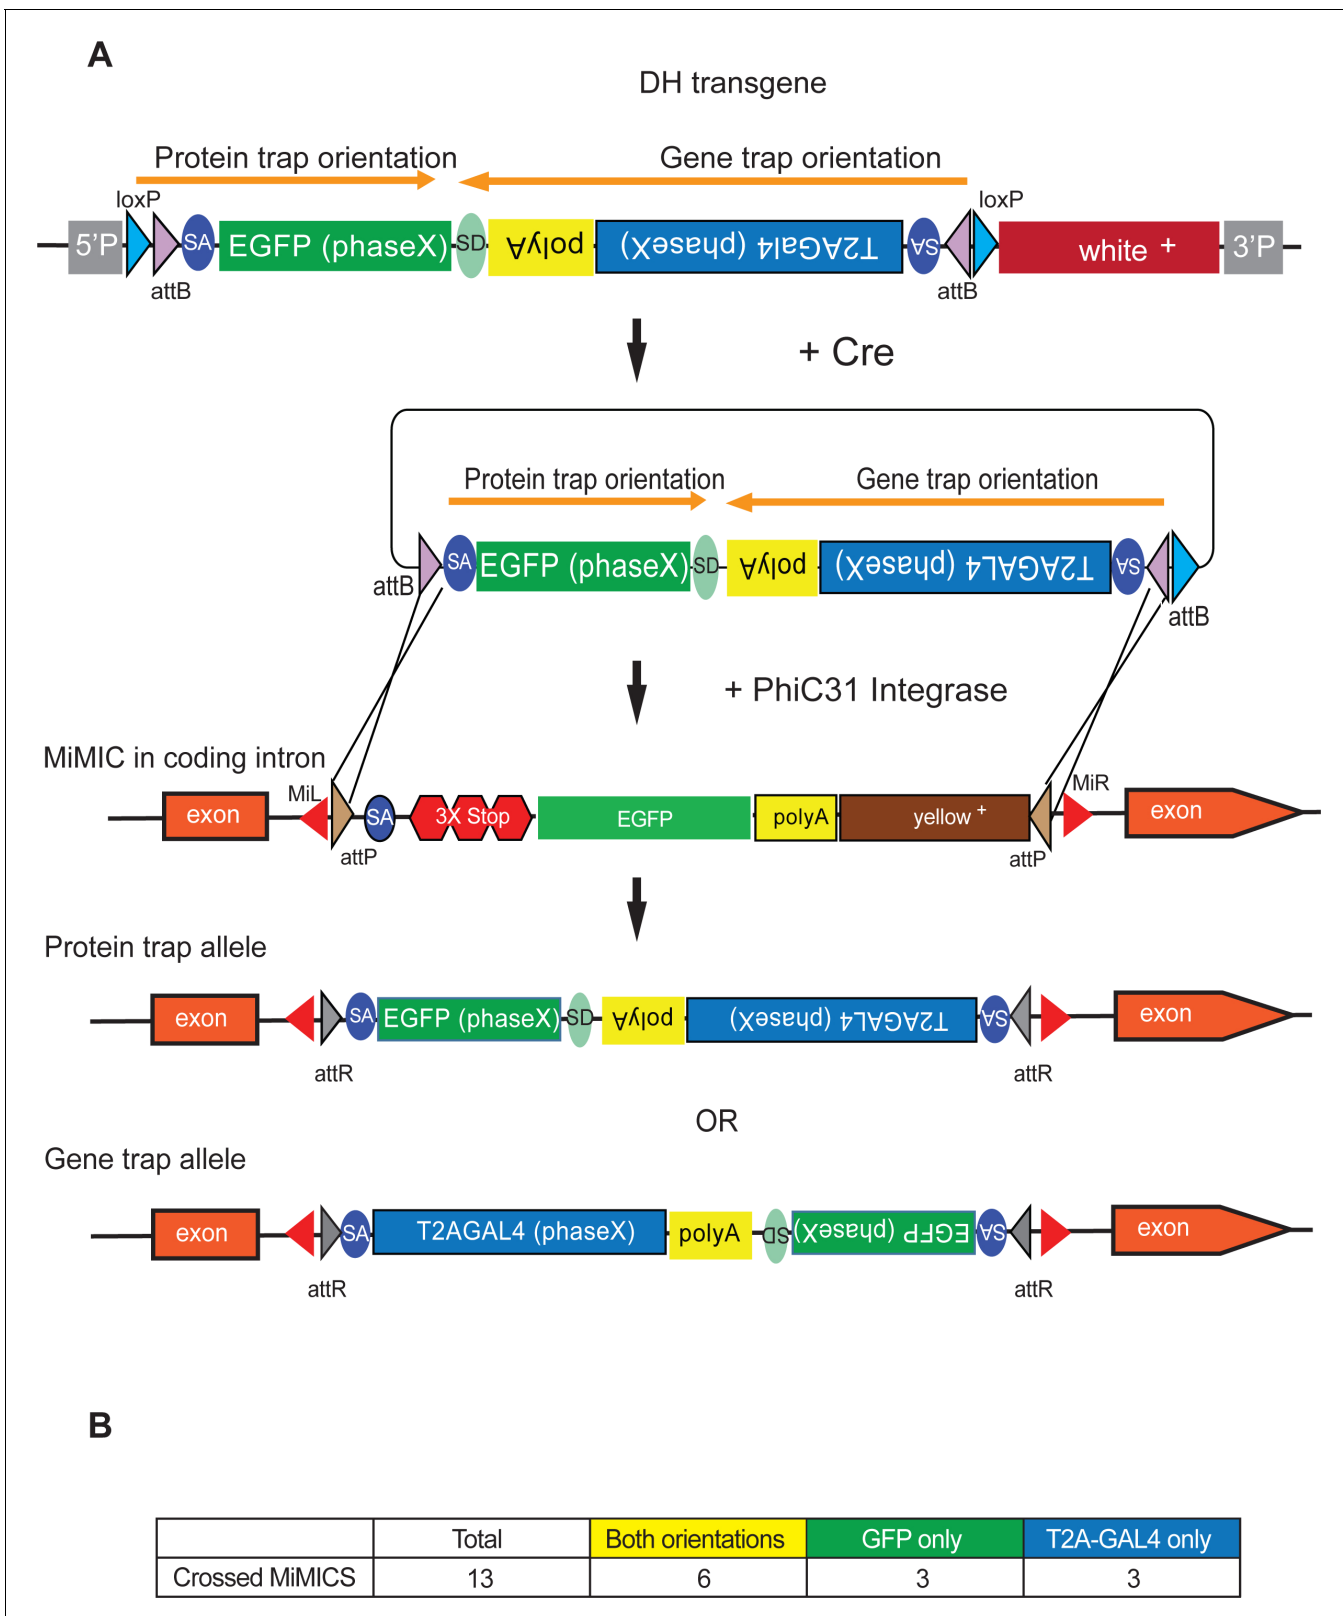 A
DH transgene
Protein trap orientation Gene trap orientation
loxP loxP
5'P SA EGFP (phaseX) SD polyA T2AGal4 (phaseX) SA white + 3'P
attB attB
+ Cre
Protein trap orientation Gene trap orientation
SA EGFP (phaseX) SD polyA T2AGAL4 (phaseX) SA
attB attB
+ PhiC31 Integrase
MiMIC in coding intron
MiL MiR
exon SA 3X Stop EGFP polyA yellow + exon
attP attP
Protein trap allele
exon SA EGFP (phaseX) SD polyA T2AGAL4 (phaseX) SA exon
attR attR
OR
Gene trap allele
exon SA T2AGAL4 (phaseX) polyA SD EGFP (phaseX) SA exon
attR attR
B
Total Both orientations GFP only T2A-GAL4 only
Crossed MiMICS 13 6 3 3